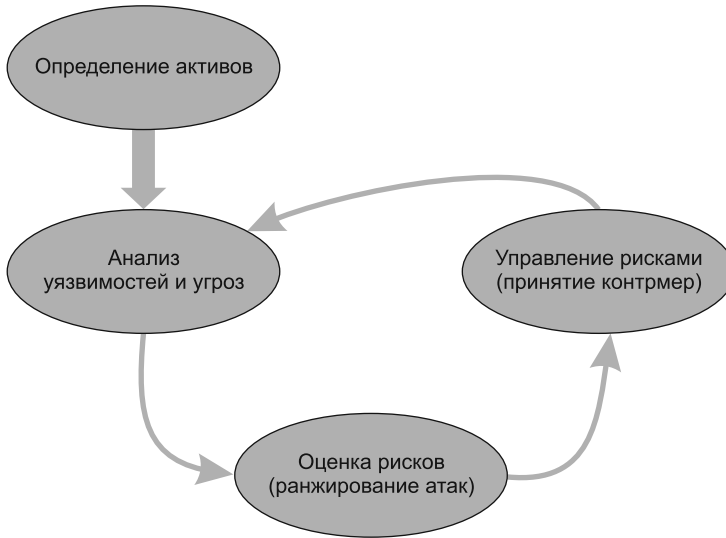 Определение активов
Анализ
уязвимостей и угроз
Управление рисками
(принятие контрмер)
Оценка рисков
(ранжирование атак)